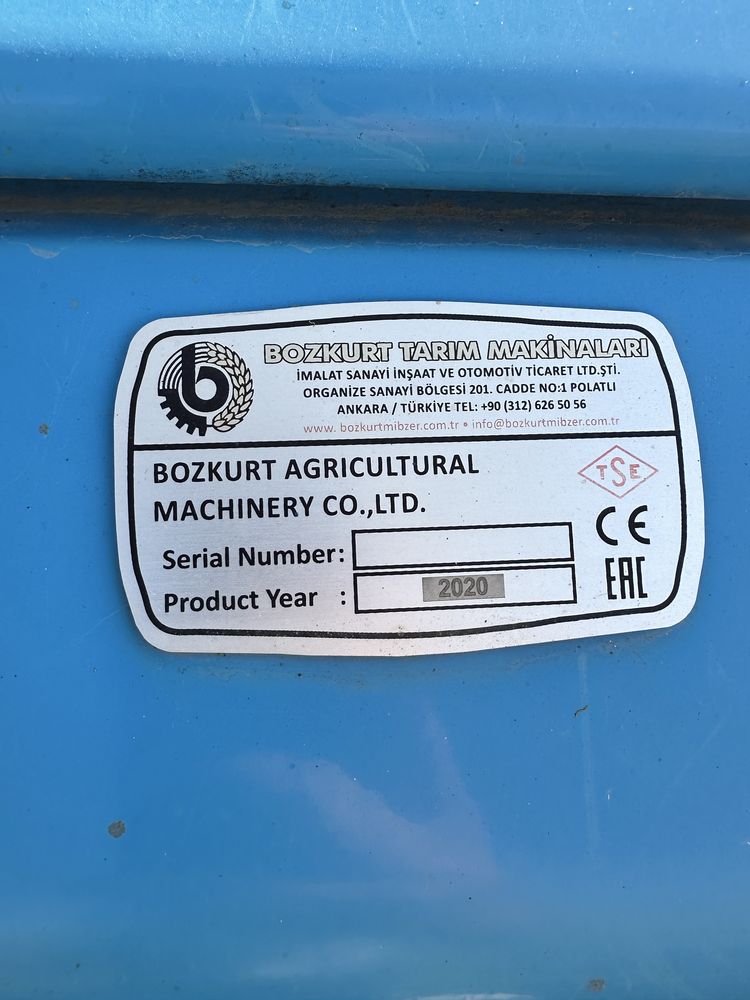 b
BOZKURT TARIM MAKİNALARI
İMALAT SANAYİ İNŞAAT VE OTOMOTİV TİCARET LTD.ŞTİ.
ORGANİZE SANAYİ BÖLGESİ 201. CADDE NO:1 POLATLI
ANKARA / TÜRKİYE TEL: +90 (312) 626 50 56
www. bozkurtmibzer.com.tr • info@bozkurtmibzer.com.tr
BOZKURT AGRICULTURAL
MACHINERY CO.,LTD.
TSE
CE
EAC
Serial Number:
Product Year : 2020